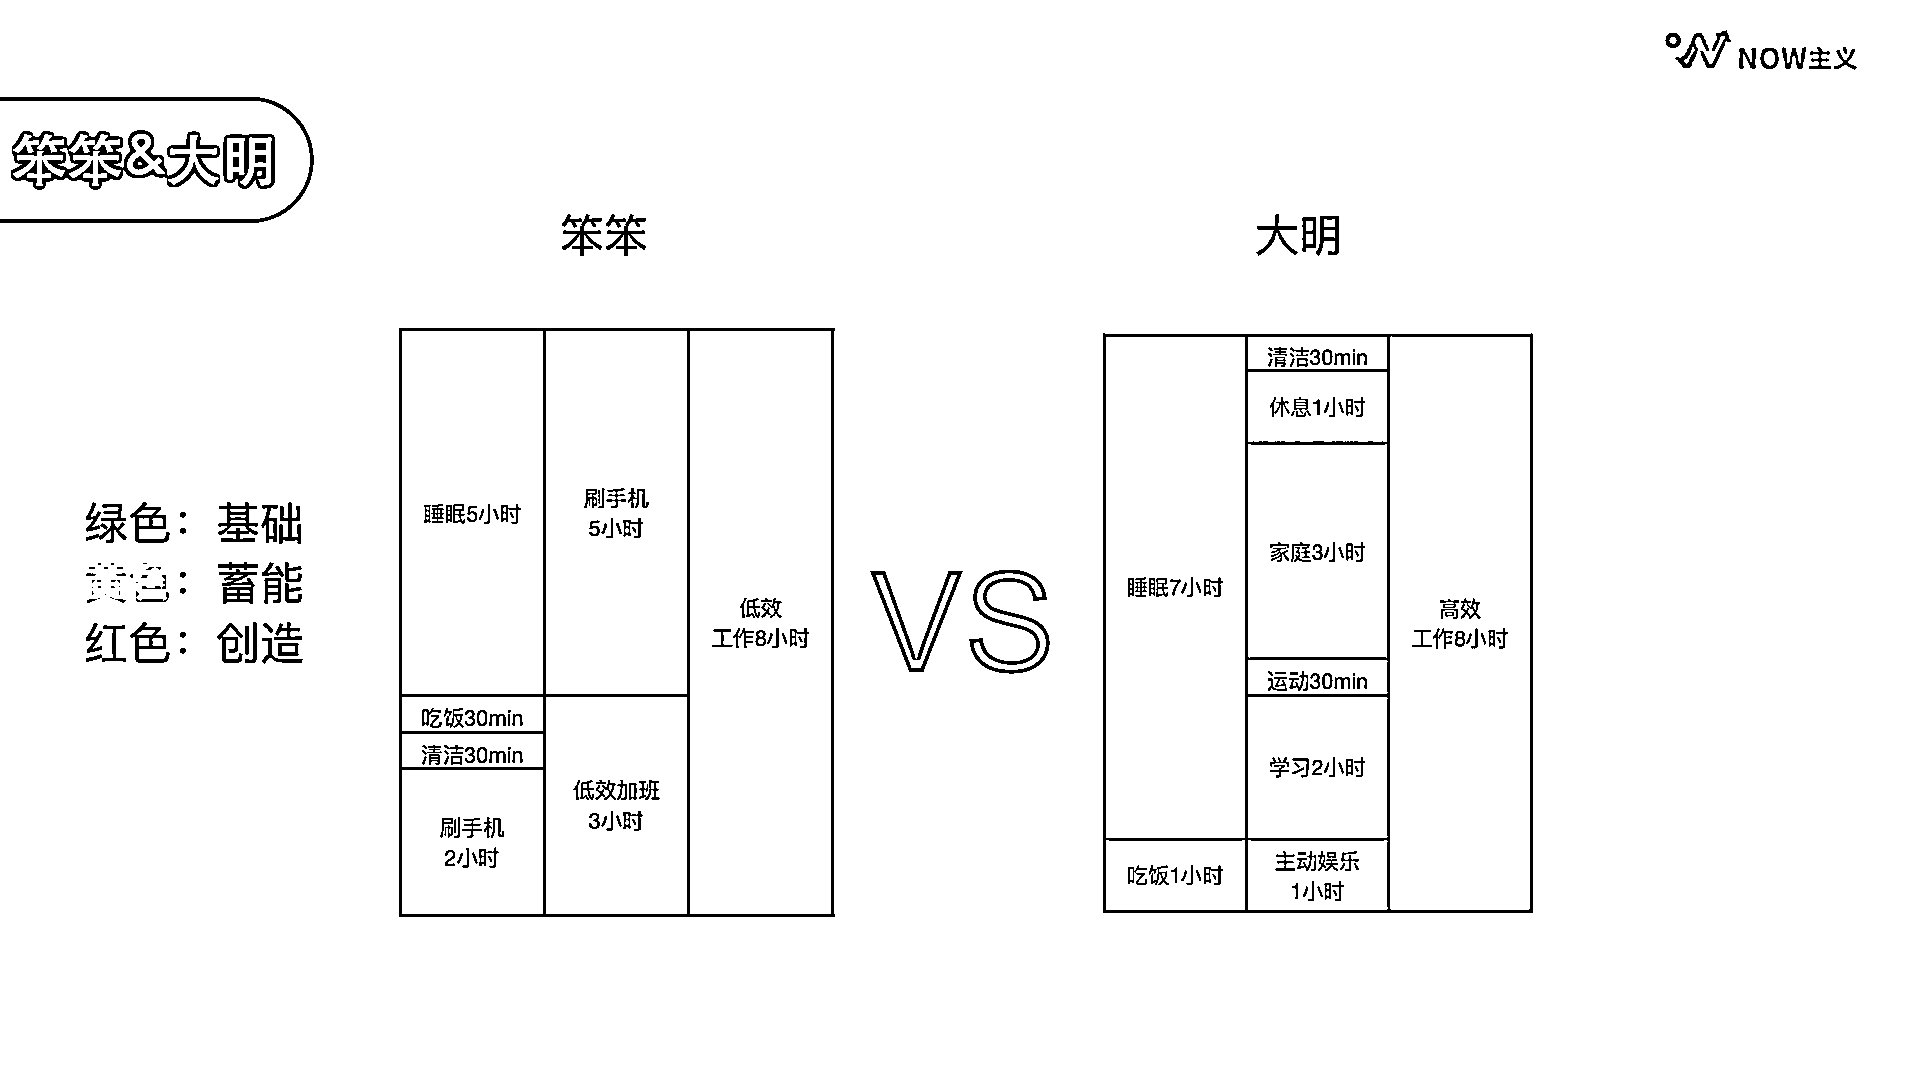 NOW主义
笨笨&大明
笨笨
大明
绿色：基础
黄色：蓄能
红色：创造
睡眠5小时
吃饭30min
清洁30min
刷手机
2小时
刷手机
5小时
低效加班
3小时
低效
工作8小时
VS
睡眠7小时
吃饭1小时
清洁30min
休息1小时
家庭3小时
运动30min
学习2小时
主动娱乐
1小时
高效
工作8小时